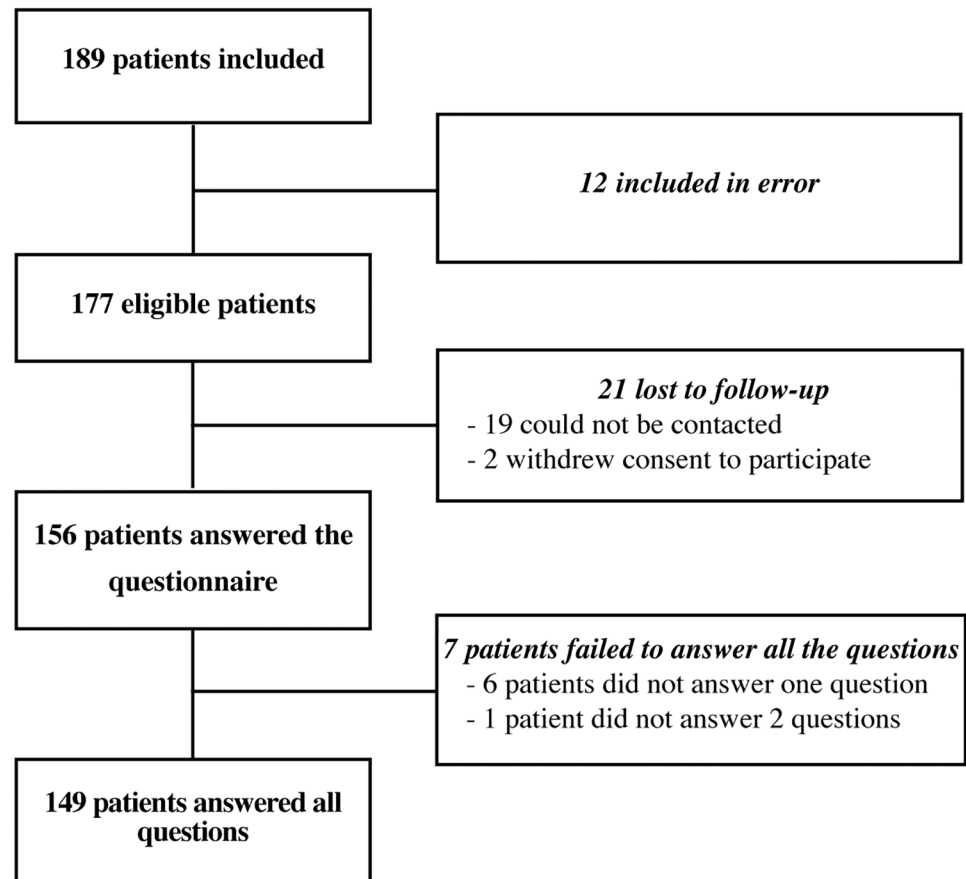 189 patients included
12 included in error
177 eligible patients
21 lost to follow-up
- 19 could not be contacted
- 2 withdrew consent to participate
156 patients answered the
questionnaire
7 patients failed to answer all the questions
- 6 patients did not answer one question
- 1 patient did not answer 2 questions
149 patients answered all
questions